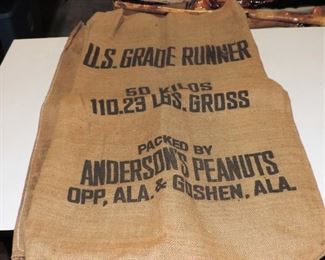 U.S. GRADE RUNNER
50 KILOS
110.23 LBS. GROSS
PACKED BY
ANDERSON'S PEANUTS
OPP, ALA. & GOSHEN, ALA.